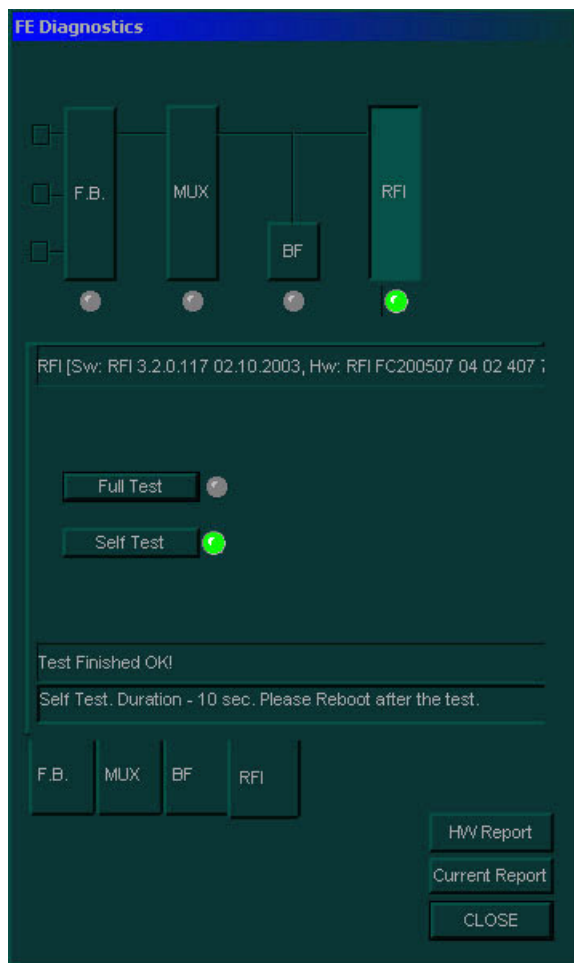 FE Diagnostics
F.B.
MUX
RFI
BF
RFI [Sw: RFI 3.2.0.117 02.10.2003, Hw: RFI FC200507 04 02 407
Full Test
Self Test
Test Finished OK!
Self Test. Duration - 10 sec. Please Reboot after the test.
F.B.
MUX
BF
RFI
HW Report
Current Report
CLOSE